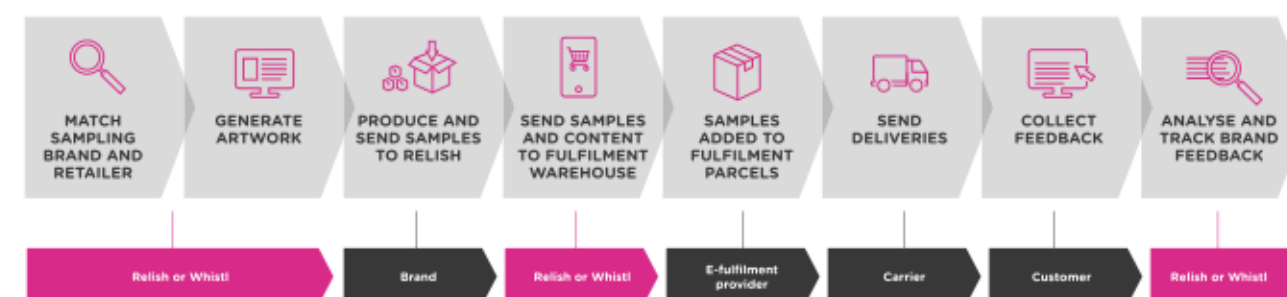 MATCH
SAMPLING
BRAND AND
RETAILER
GENERATE
ARTWORK
PRODUCE AND
SEND SAMPLES
TO RELISH
SEND SAMPLES
AND CONTENT
TO FULFILMENT
WAREHOUSE
SAMPLES
ADDED TO
FULFILMENT
PARCELS
SEND
DELIVERIES
COLLECT
FEEDBACK
ANALYSE AND
TRACK BRAND
FEEDBACK
Relish or Whistl
Brand
Relish or Whistl
E-fulfilment
provider
Carrier
Customer
Relish or Whistl